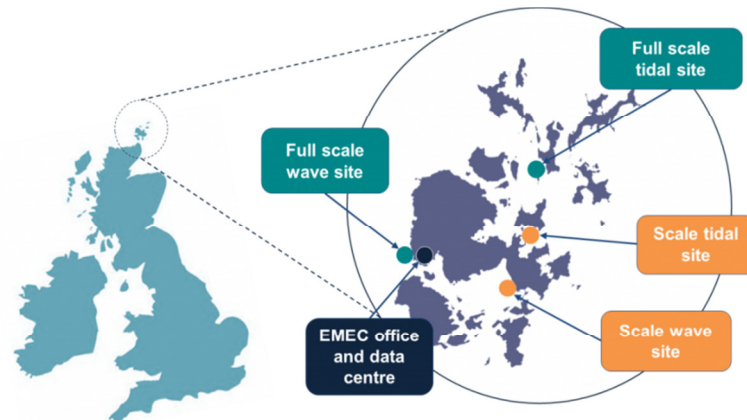 Full scale
tidal site
Full scale
wave site
Scale tidal
site
EMEC office
and data
centre
Scale wave
site